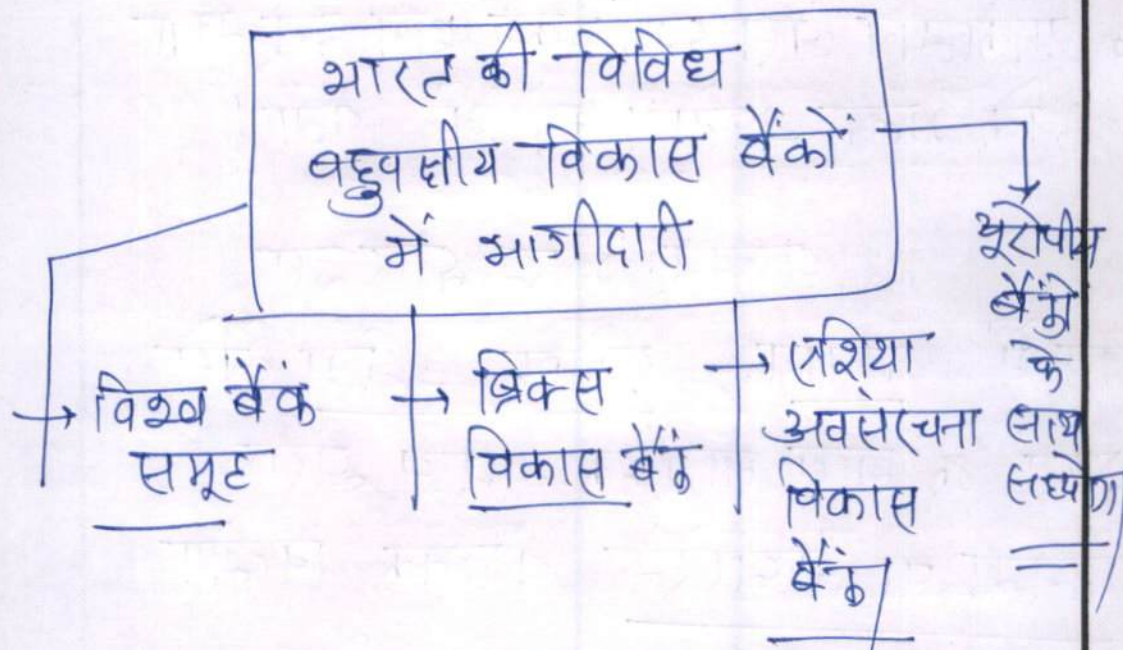 भारत की विविध
बहुपक्षीय विकास बैंकों
में भागीदारी
विश्व बैंक
समूह
ब्रिक्स
विकास बैंक
एशिया
अवसंरचना
विकास
बैंक
यूरोपीय
बैंकों
के
साथ
सहयोग